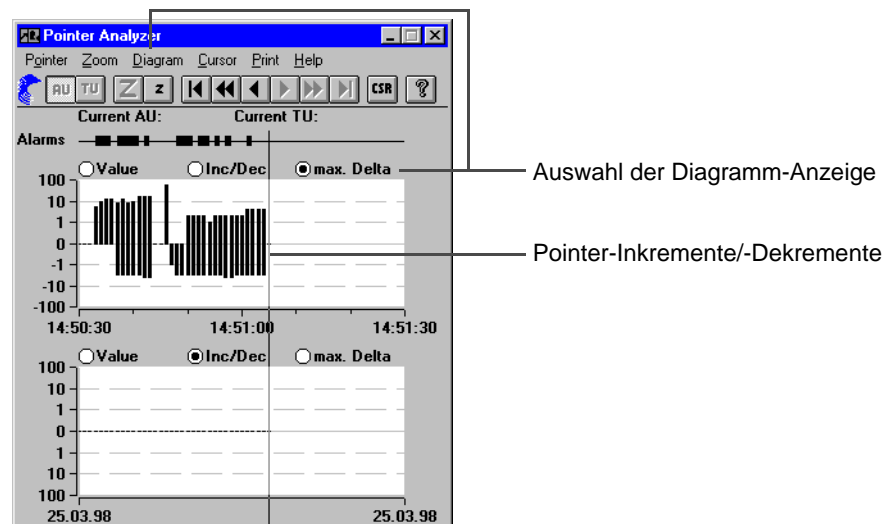 Pointer Analyzer
Pointer Zoom Diagram Cursor Print Help
AU TU Z z CSR ?
Current AU: Current TU:
Alarms
Value Inc/Dec max. Delta
Auswahl der Diagramm-Anzeige
100
10
1
0
-1
-10
-100
Pointer-Inkremente/-Dekremente
14:50:30 14:51:00 14:51:30
Value Inc/Dec max. Delta
100
10
1
0
1
10
100
25.03.98 25.03.98